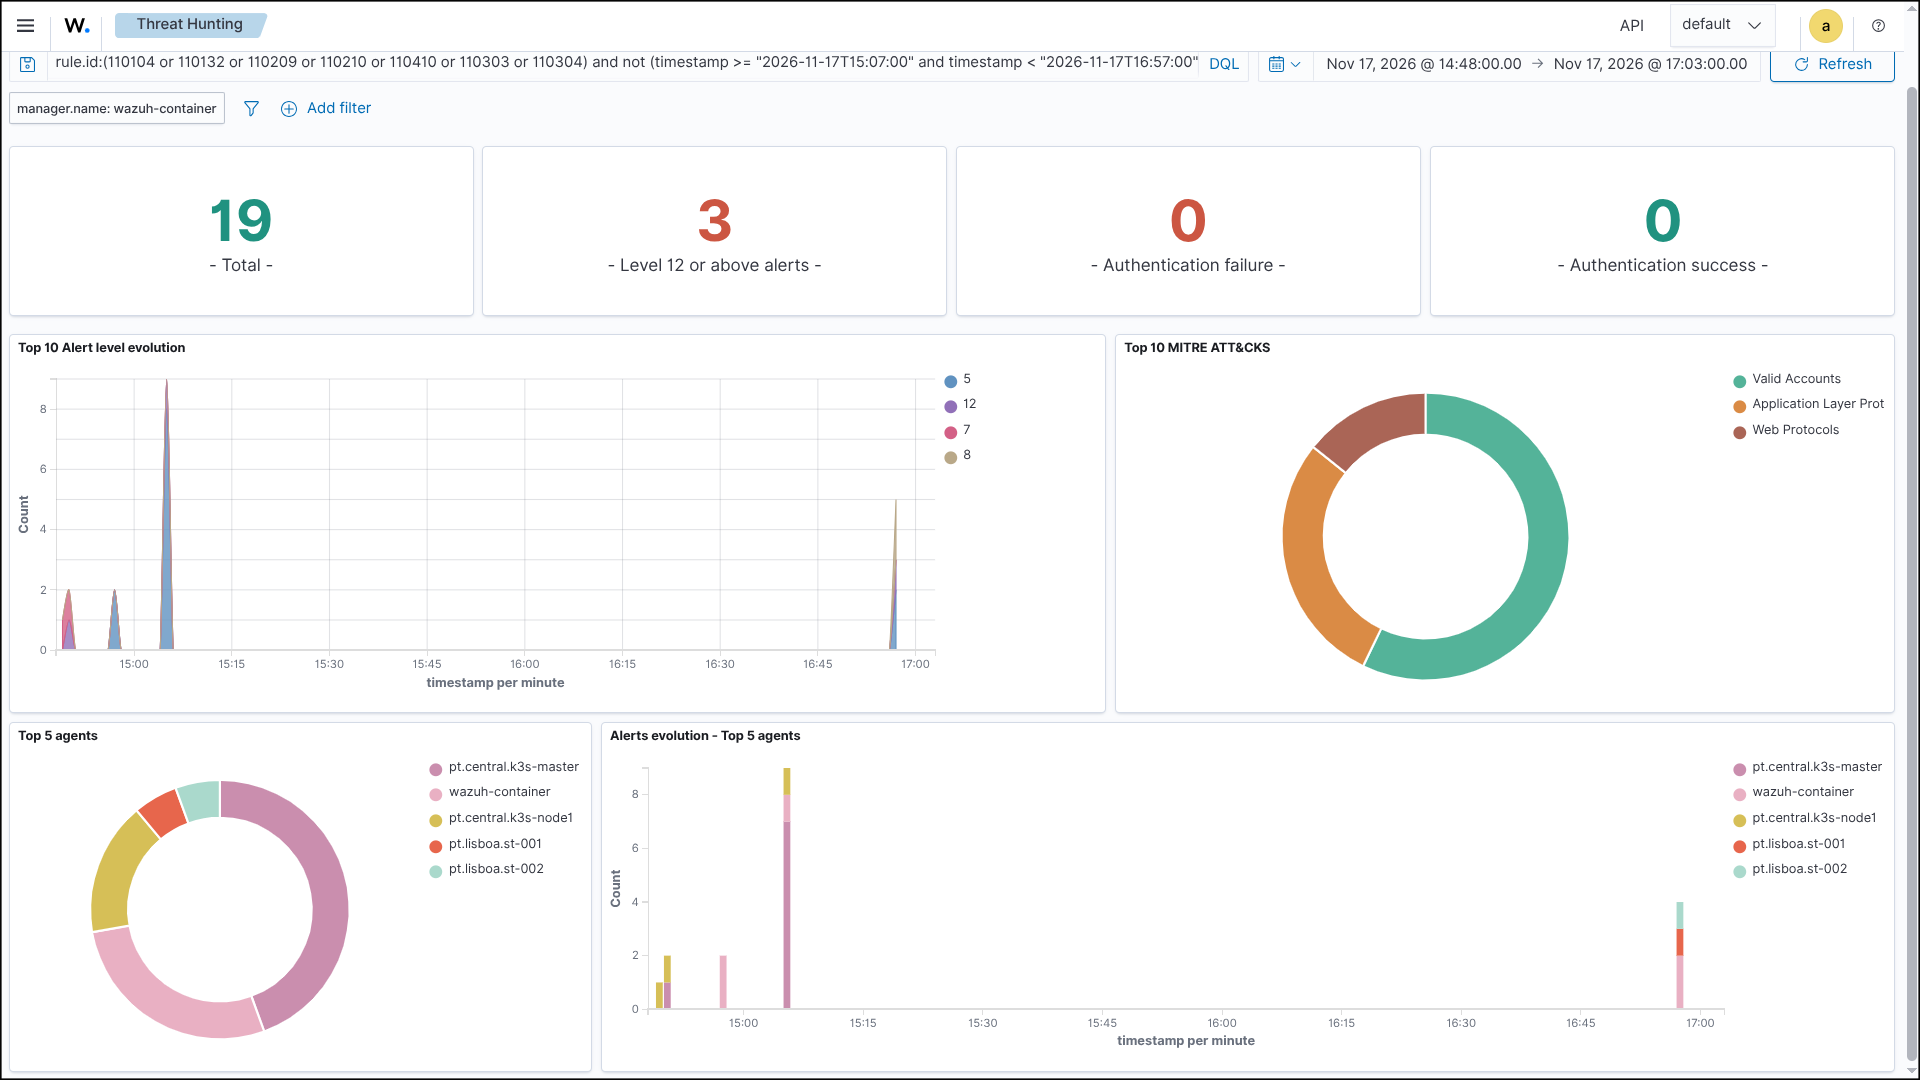 W. Threat Hunting API default a
rule.id:(110104 or 110132 or 110209 or 110210 or 110410 or 110303 or 110304) and not (timestamp >= "2026-11-17T15:07:00" and timestamp < "2026-11-17T16:57:00" DQL Nov 17, 2026 @ 14:48:00.00 → Nov 17, 2026 @ 17:03:00.00 Refresh
manager.name: wazuh-container Add filter
19
- Total -
3
- Level 12 or above alerts -
0
- Authentication failure -
0
- Authentication success -
Top 10 Alert level evolution
8
6
4
2
0
Count
15:00 15:15 15:30 15:45 16:00 16:15 16:30 16:45 17:00
timestamp per minute
5
12
7
8
Top 10 MITRE ATT&CKS
Valid Accounts
Application Layer Prot
Web Protocols
Top 5 agents
pt.central.k3s-master
wazuh-container
pt.central.k3s-node1
pt.lisboa.st-001
pt.lisboa.st-002
Alerts evolution - Top 5 agents
8
6
4
2
0
Count
15:00 15:15 15:30 15:45 16:00 16:15 16:30 16:45 17:00
timestamp per minute
pt.central.k3s-master
wazuh-container
pt.central.k3s-node1
pt.lisboa.st-001
pt.lisboa.st-002